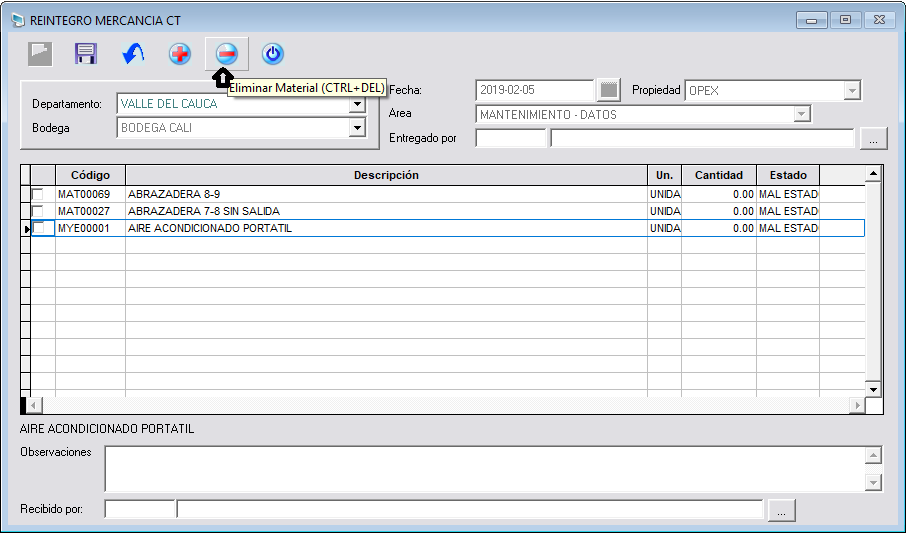 REINTEGRO MERCANCIA CT
Eliminar Material (CTRL+DEL)
Departamento: VALLE DEL CAUCA
Bodega BODEGA CALI
Fecha: 2019-02-05 Propiedad OPEX
Area MANTENIMIENTO - DATOS
Entregado por ...
Código Descripción Un. Cantidad Estado
MAT00069 ABRAZADERA 8-9 UNIDA 0.00 MAL ESTAD
MAT00027 ABRAZADERA 7-8 SIN SALIDA UNIDA 0.00 MAL ESTAD
MYE00001 AIRE ACONDICIONADO PORTATIL UNIDA 0.00 MAL ESTAD
AIRE ACONDICIONADO PORTATIL
Observaciones
Recibido por: ...